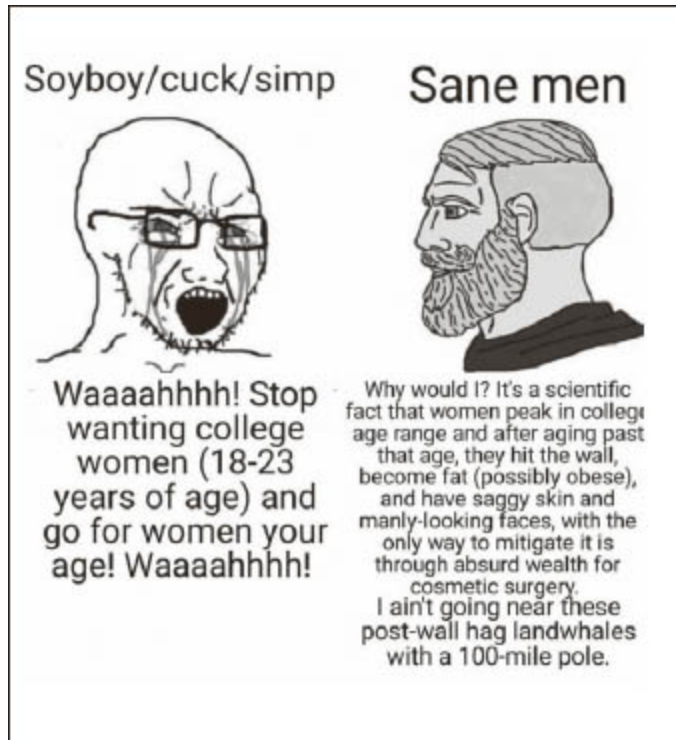 Soyboy/cuck/simp
Sane men
Waaaahhhh! Stop
wanting college
women (18-23
years of age) and
go for women your
age! Waaaahhhh!
Why would I? It's a scientific
fact that women peak in college
age range and after aging past
that age, they hit the wall,
become fat (possibly obese),
and have saggy skin and
manly-looking faces, with the
only way to mitigate it is
through absurd wealth for
cosmetic surgery.
I ain't going near these
post-wall hag landwhales
with a 100-mile pole.